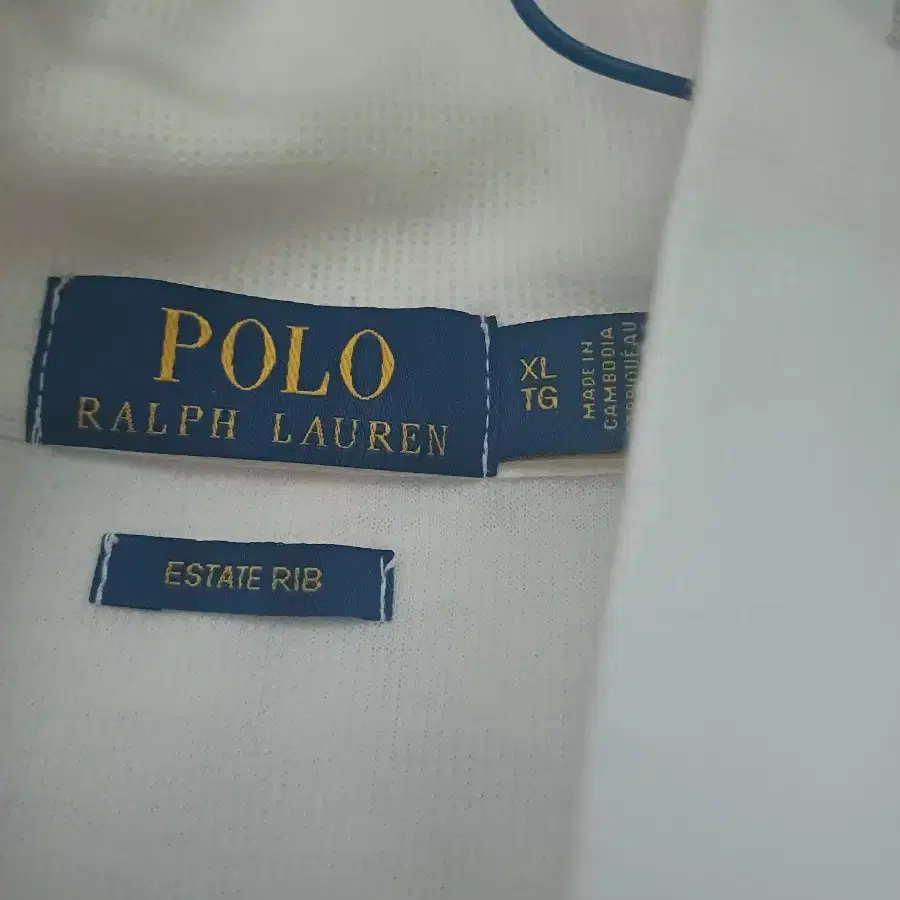 POLO
RALPH LAUREN
XL
TG
MADE IN
CAMBODIA
ESTATE RIB